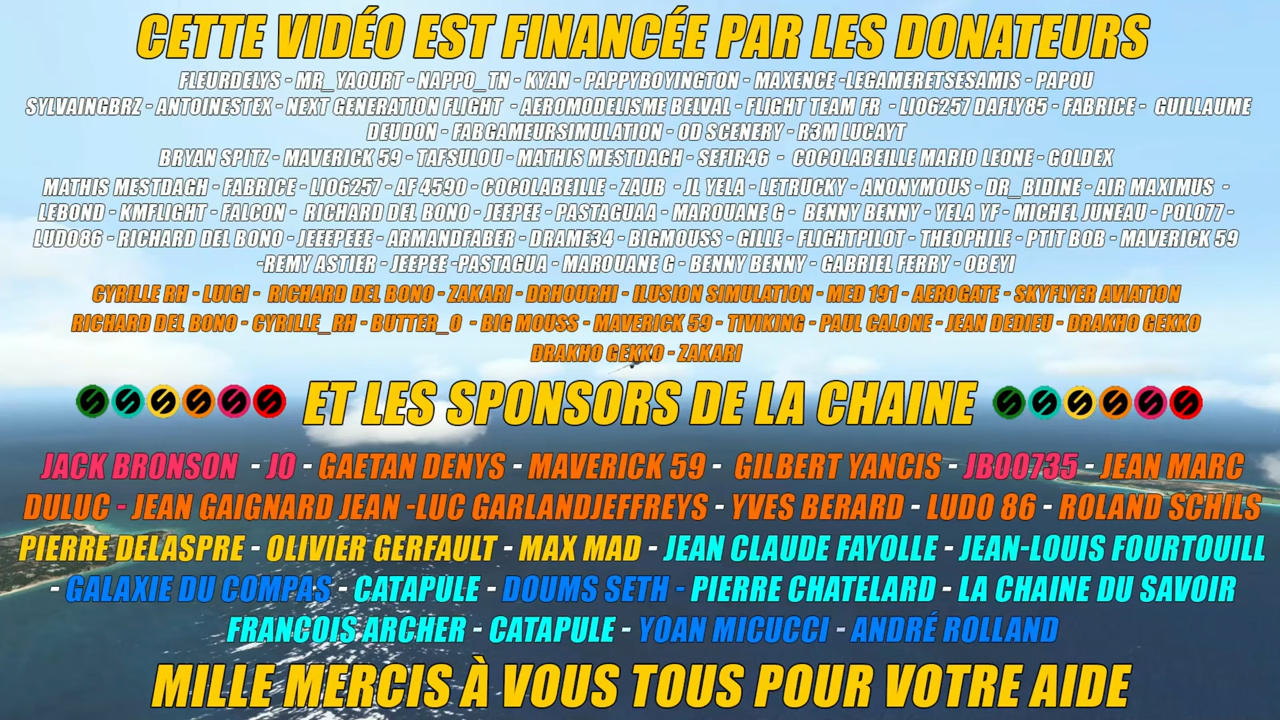 CETTE VIDÉO EST FINANCÉE PAR LES DONATEURS
FLEURDELYS - MR_YAOURT - NAPPO_TN - KYAN - PAPPYBOYINGTON - MAXENCE -LEGAMERETSESAMIS - PAPOU
SYLVAINGBRZ - ANTOINESTEX - NEXT GENERATION FLIGHT - AEROMODELISME BELVAL - FLIGHT TEAM FR - LIO6257 DAFLY85 - FABRICE - GUILLAUME
DEUDON - FABGAMEURSIMULATION - OD SCENERY - R3M LUCAYT
BRYAN SPITZ - MAVERICK 59 - TAFSULOU - MATHIS MESTDAGH - SEFIR46 - COCOLABEILLE MARIO LEONE - GOLDEX
MATHIS MESTDAGH - FABRICE - LIO6257 - AF 4590 - COCOLABEILLE - ZAUB - JL YELA - LETRUCKY - ANONYMOUS - DR_BIDINE - AIR MAXIMUS -
LEBOND - KMFLIGHT - FALCON - RICHARD DEL BONO - JEEPEE - PASTAGUAA - MAROUANE G - BENNY BENNY - YELA YF - MICHEL JUNEAU - POLO77 -
LUDO86 - RICHARD DEL BONO - JEEEPEEE - ARMANDFABER - DRAME34 - BIGMOUSS - GILLE - FLIGHTPILOT - THEOPHILE - PTIT BOB - MAVERICK 59
-REMY ASTIER - JEEPEE -PASTAGUA - MAROUANE G - BENNY BENNY - GABRIEL FERRY - OBEYI
CYRILLE RH - LUIGI - RICHARD DEL BONO - ZAKARI - DRHOURHI - ILUSION SIMULATION - MED 191 - AEROGATE - SKYFLYER AVIATION
RICHARD DEL BONO - CYRILLE_RH - BUTTER_O - BIG MOUSS - MAVERICK 59 - TIVIKING - PAUL CALONE - JEAN DEDIEU - DRAKHO GEKKO
DRAKHO GEKKO - ZAKARI
ET LES SPONSORS DE LA CHAINE
JACK BRONSON - JO - GAETAN DENYS - MAVERICK 59 - GILBERT YANCIS - JBOO735 - JEAN MARC
DULUC - JEAN GAIGNARD JEAN -LUC GARLANDJEFFREYS - YVES BERARD - LUDO 86 - ROLAND SCHILS
PIERRE DELASPRE - OLIVIER GERFAULT - MAX MAD - JEAN CLAUDE FAYOLLE - JEAN-LOUIS FOURTOUILL
- GALAXIE DU COMPAS - CATAPULE - DOUMS SETH - PIERRE CHATELARD - LA CHAINE DU SAVOIR
FRANCOIS ARCHER - CATAPULE - YOAN MICUCCI - ANDRÉ ROLLAND
MILLE MERCIS À VOUS TOUS POUR VOTRE AIDE